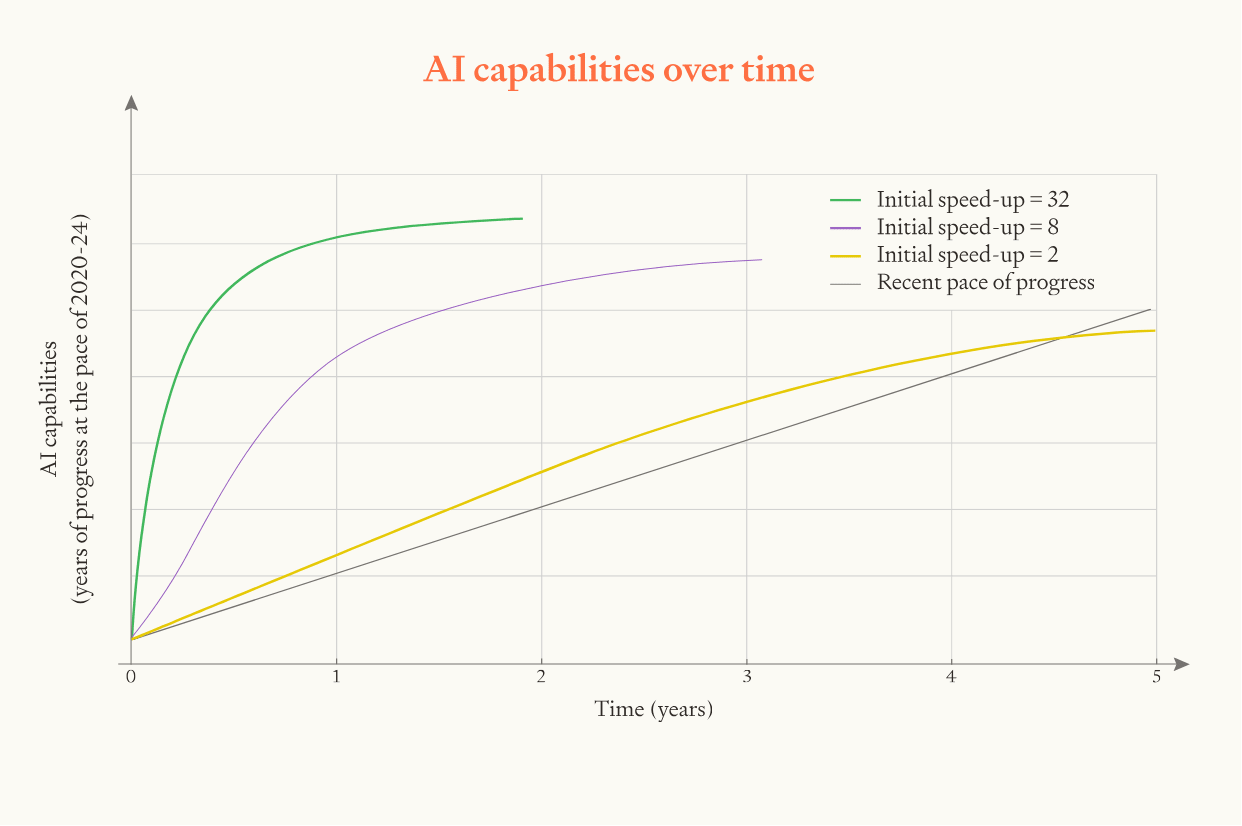 AI capabilities over time
AI capabilities
(years of progress at the pace of 2020-24)
Initial speed-up = 32
Initial speed-up = 8
Initial speed-up = 2
Recent pace of progress
0 1 2 3 4 5
Time (years)